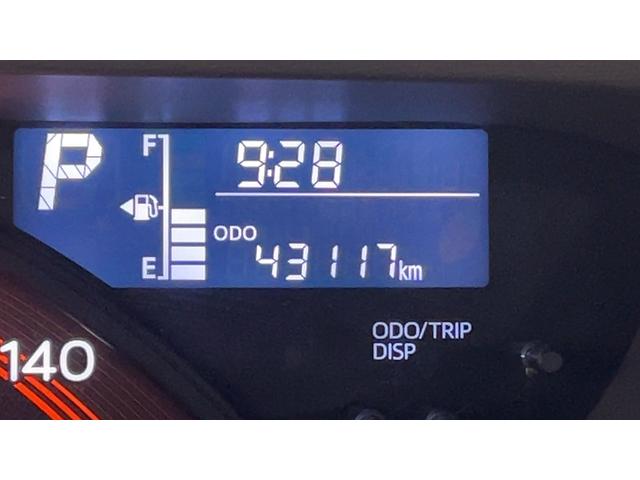 P
F
9:28
ODO
E
43117km
ODO/TRIP
DISP
140